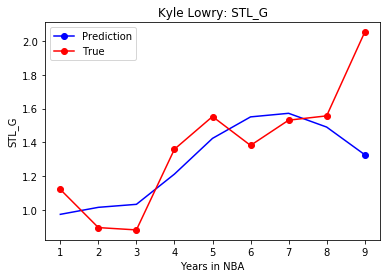 Kyle Lowry: STL_G
Prediction
True
STL_G
2.0
1.8
1.6
1.4
1.2
1.0
1 2 3 4 5 6 7 8 9
Years in NBA